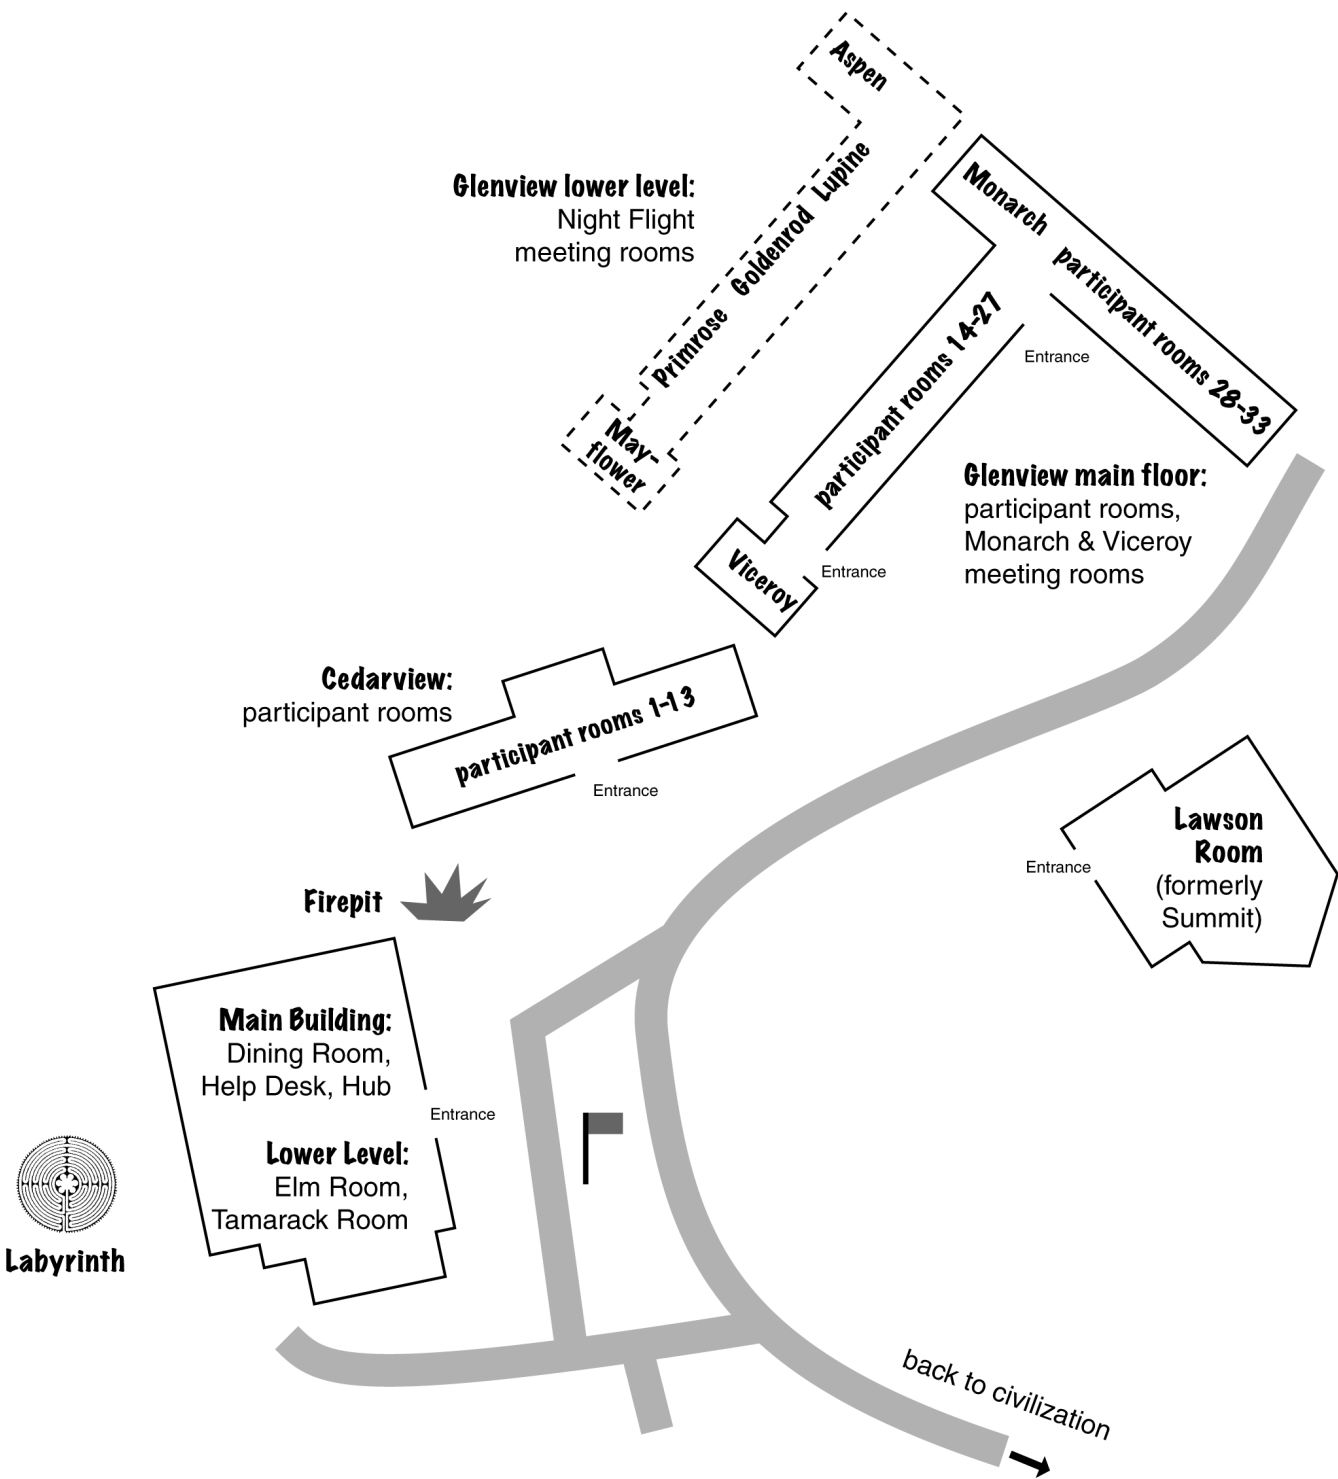 Aspen
Lupine
Goldenrod
Primrose
May-
flower
Glenview lower level:
Night Flight
meeting rooms
Monarch
participant rooms 28-33
participant rooms 14-27
Entrance
Glenview main floor:
participant rooms,
Monarch & Viceroy
meeting rooms
Viceroy
Entrance
Cedarview:
participant rooms
participant rooms 1-13
Entrance
Lawson
Room
(formerly
Summit)
Entrance
Firepit
Main Building:
Dining Room,
Help Desk, Hub
Entrance
Lower Level:
Elm Room,
Tamarack Room
Labyrinth
back to civilization